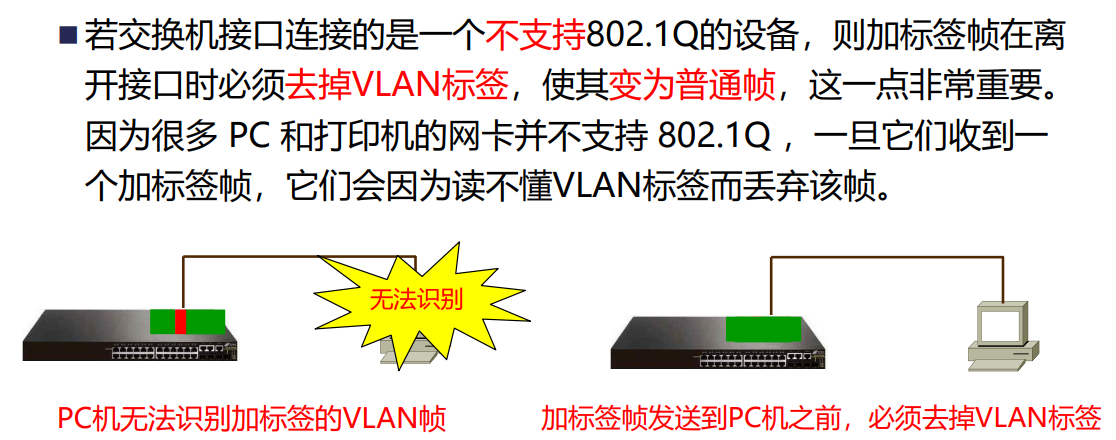 若交换机接口连接的是一个不支持802.1Q的设备，则加标签帧在离
开接口时必须去掉VLAN标签，使其变为普通帧，这一点非常重要。
因为很多 PC 和打印机的网卡并不支持 802.1Q ，一旦它们收到一
个加标签帧，它们会因为读不懂VLAN标签而丢弃该帧。
无法识别
PC机无法识别加标签的VLAN帧
加标签帧发送到PC机之前，必须去掉VLAN标签